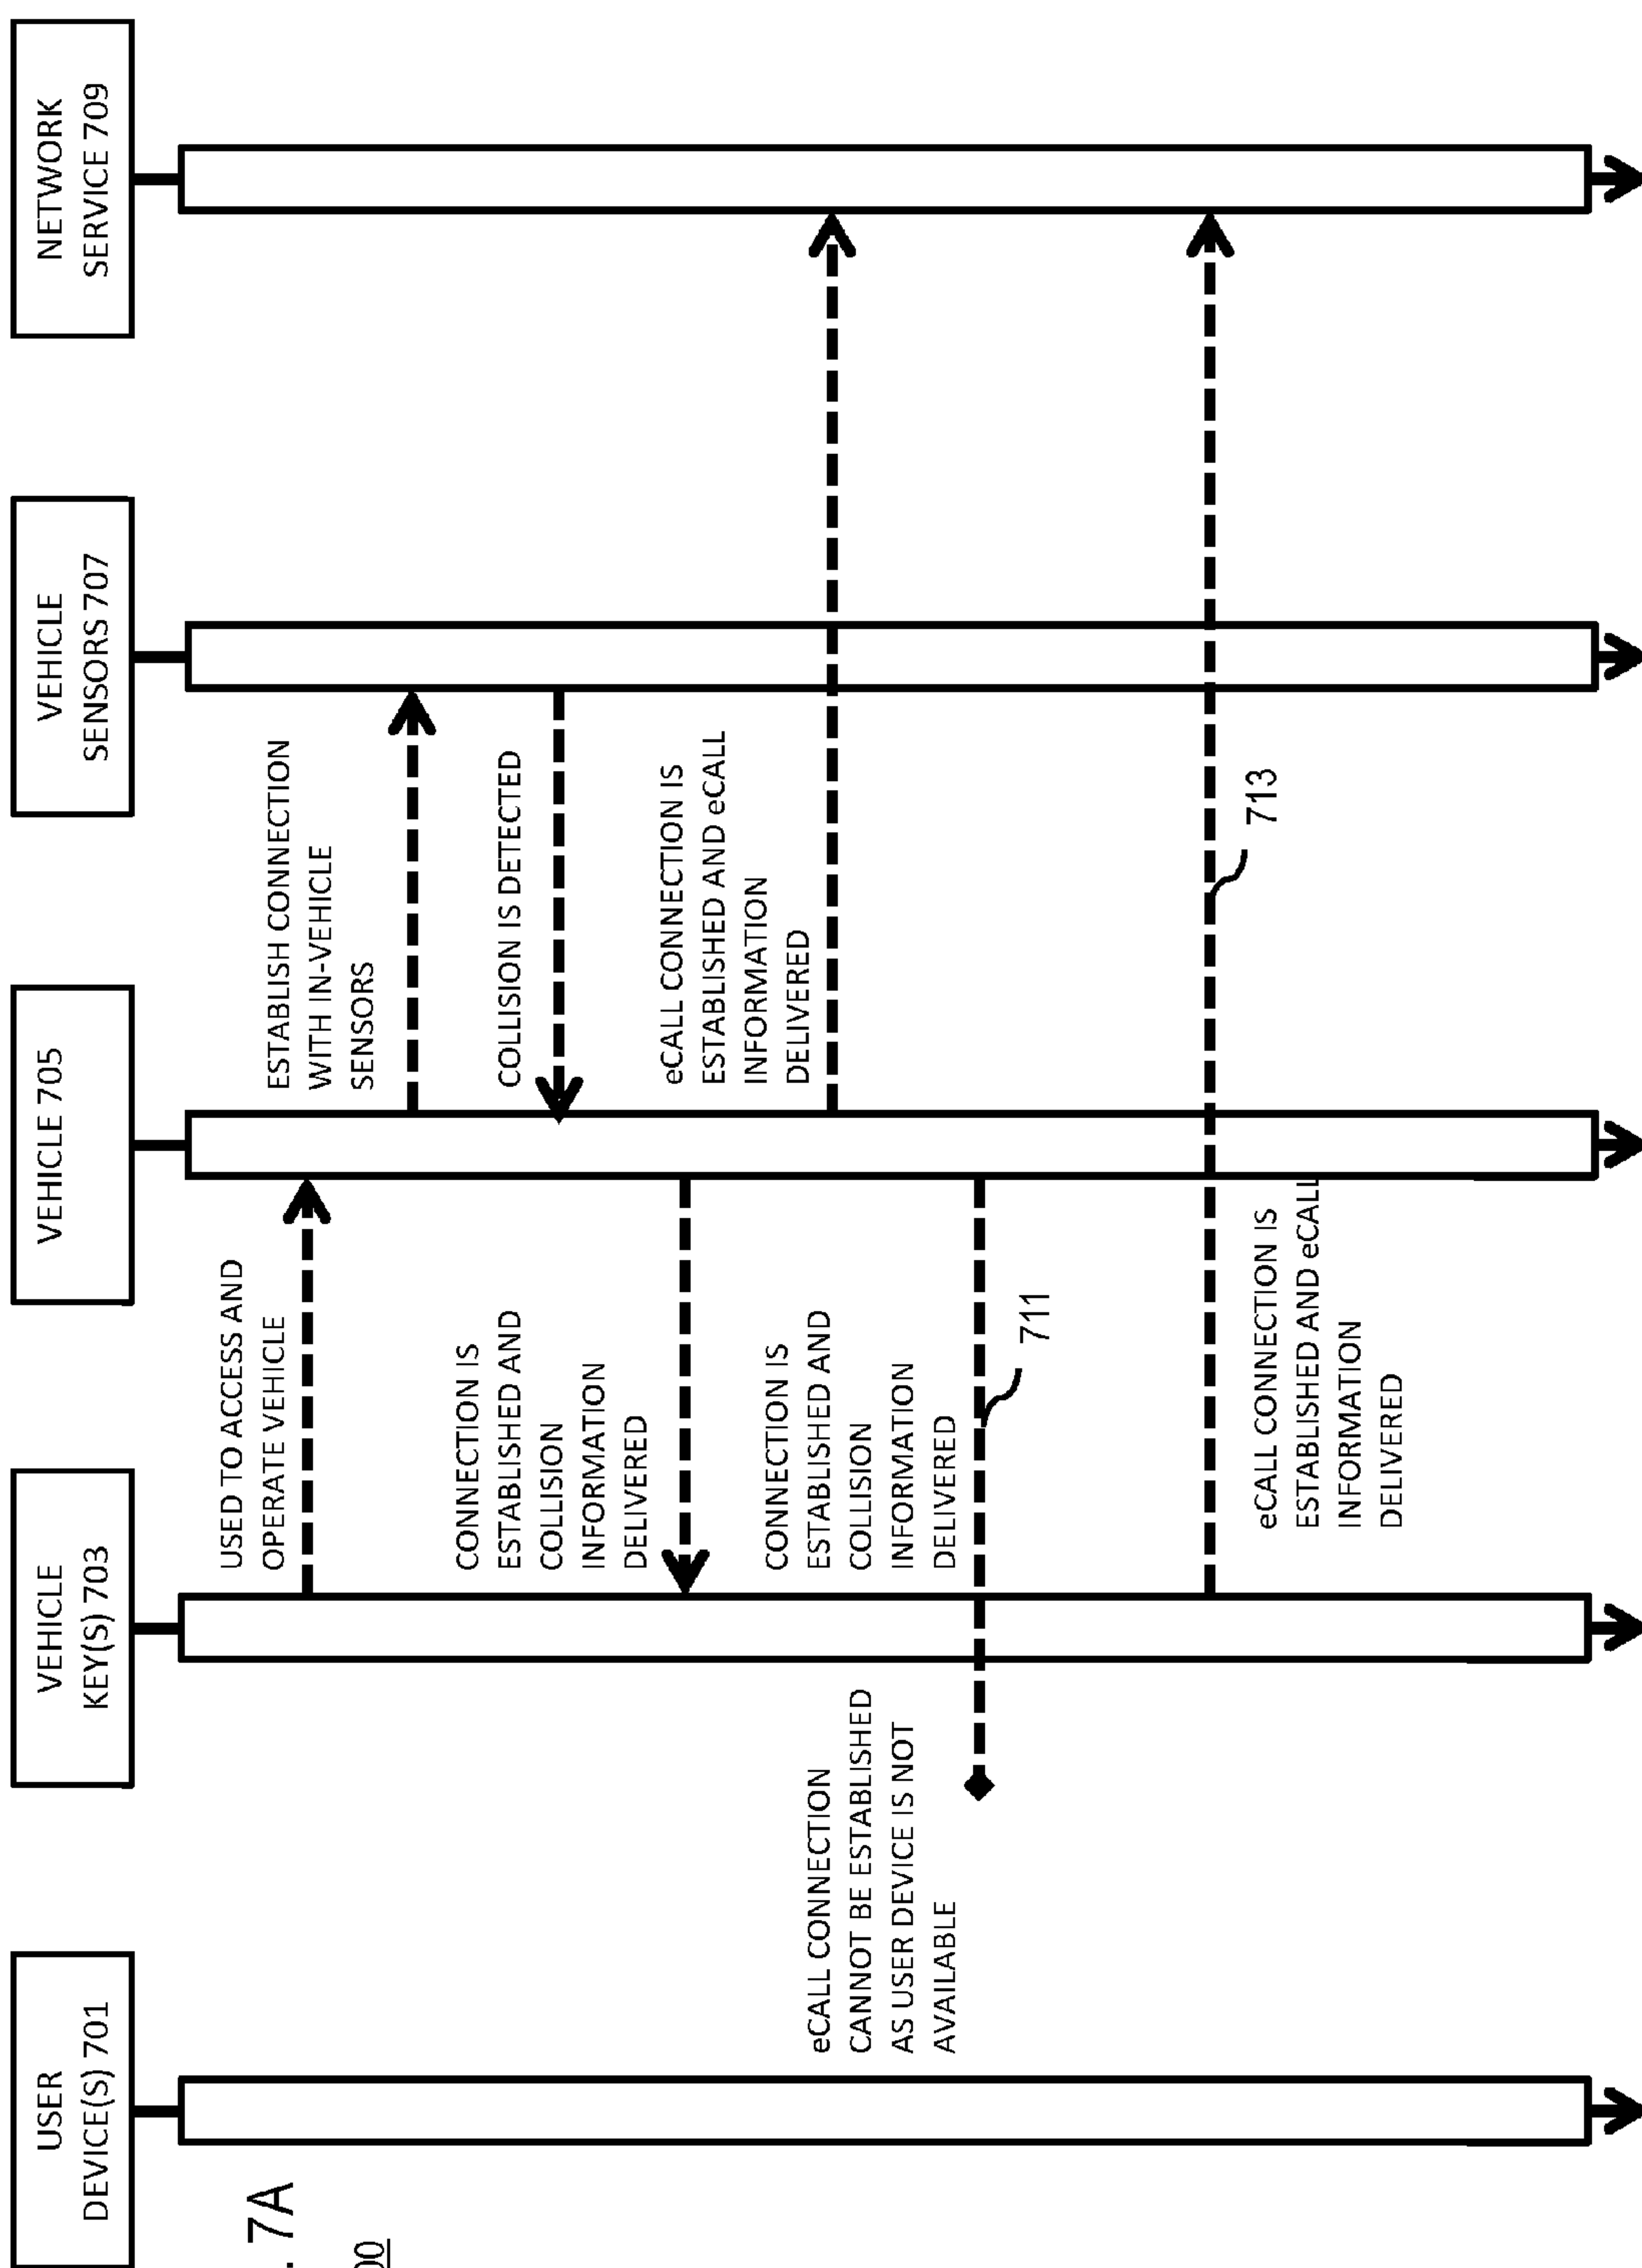 USER
DEVICE(S) 701
VEHICLE
KEY(S) 703
VEHICLE 705
VEHICLE
SENSORS 707
NETWORK
SERVICE 709
USED TO ACCESS AND
OPERATE VEHICLE
ESTABLISH CONNECTION
WITH IN-VEHICLE
SENSORS
COLLISION IS DETECTED
CONNECTION IS
ESTABLISHED AND
COLLISION
INFORMATION
DELIVERED
eCALL CONNECTION IS
ESTABLISHED AND eCALL
INFORMATION
DELIVERED
CONNECTION IS
ESTABLISHED AND
COLLISION
INFORMATION
DELIVERED
eCALL CONNECTION
CANNOT BE ESTABLISHED
AS USER DEVICE IS NOT
AVAILABLE
711
713
eCALL CONNECTION IS
ESTABLISHED AND eCALL
INFORMATION
DELIVERED
. 7A
00